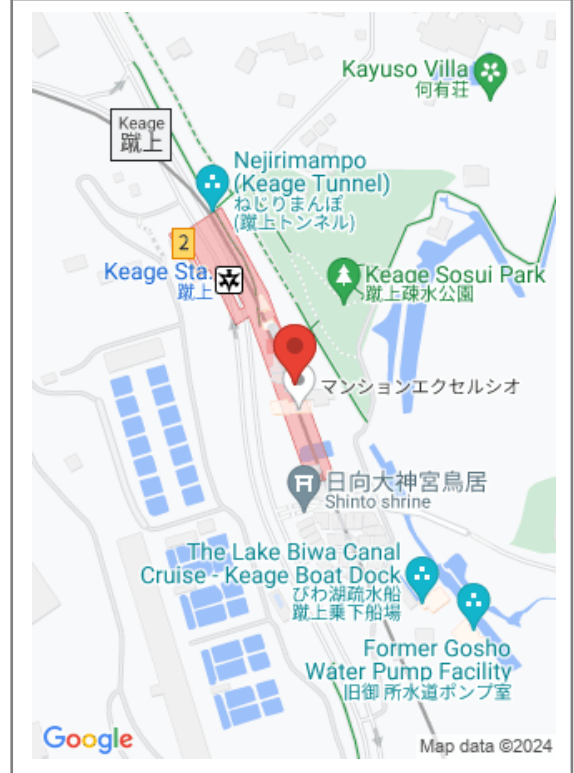 Kayuso Villa
何有荘
Keage
蹴上
Nejirimampo
(Keage Tunnel)
ねじりまんぽ
(蹴上トンネル)
2
Keage Sta.
蹴上
Keage Sosui Park
蹴上疎水公園
マンションエクセルシオ
日向大神宮鳥居
Shinto shrine
The Lake Biwa Canal
Cruise - Keage Boat Dock
びわ湖疏水船
蹴上乗下船場
Former Gosho
Water Pump Facility
旧御 所水道ポンプ室
Google
Map data ©2024